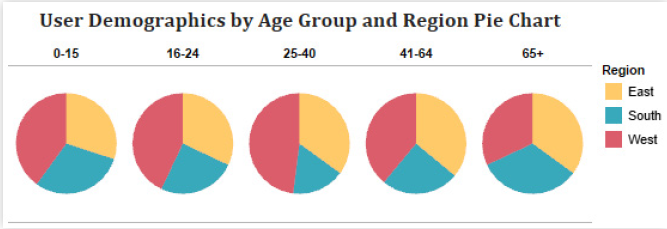 User Demographics by Age Group and Region Pie Chart
0-15 16-24 25-40 41-64 65+
Region
East
South
West